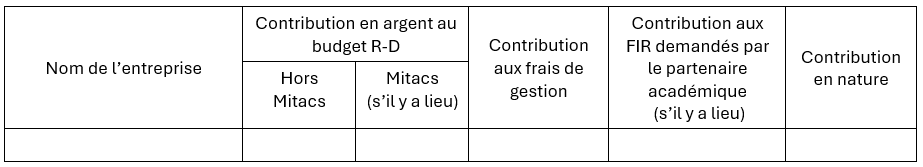 Nom de l'entreprise
Contribution en argent au
budget R-D
Hors
Mitacs
Mitacs
(s'il y a lieu)
Contribution
aux frais de
gestion
Contribution aux
FIR demandés par
le partenaire
académique
(s'il y a lieu)
Contribution
en nature